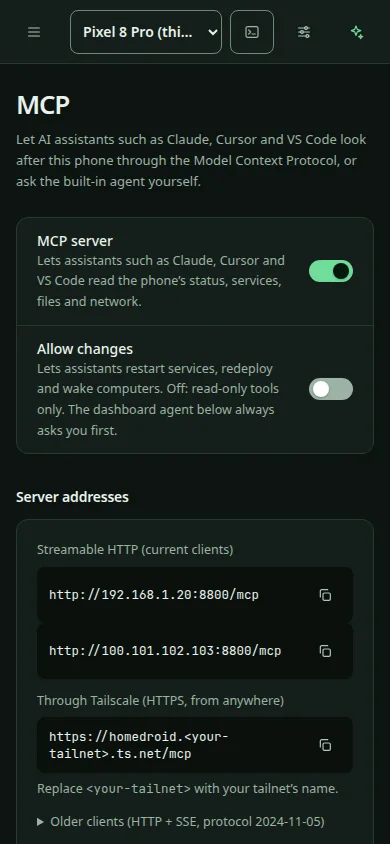 Pixel 8 Pro (thi...
MCP
Let AI assistants such as Claude, Cursor and VS Code look
after this phone through the Model Context Protocol, or
ask the built-in agent yourself.
MCP server
Lets assistants such as Claude, Cursor and
VS Code read the phone's status, services,
files and network.
Allow changes
Lets assistants restart services, redeploy
and wake computers. Off: read-only tools
only. The dashboard agent below always
asks you first.
Server addresses
Streamable HTTP (current clients)
http://192.168.1.20:8800/mcp
http://100.101.102.103:8800/mcp
Through Tailscale (HTTPS, from anywhere)
https://homedroid.<your-
tailnet>.ts.net/mcp
Replace <your-tailnet> with your tailnet's name.
Older clients (HTTP + SSE, protocol 2024-11-05)